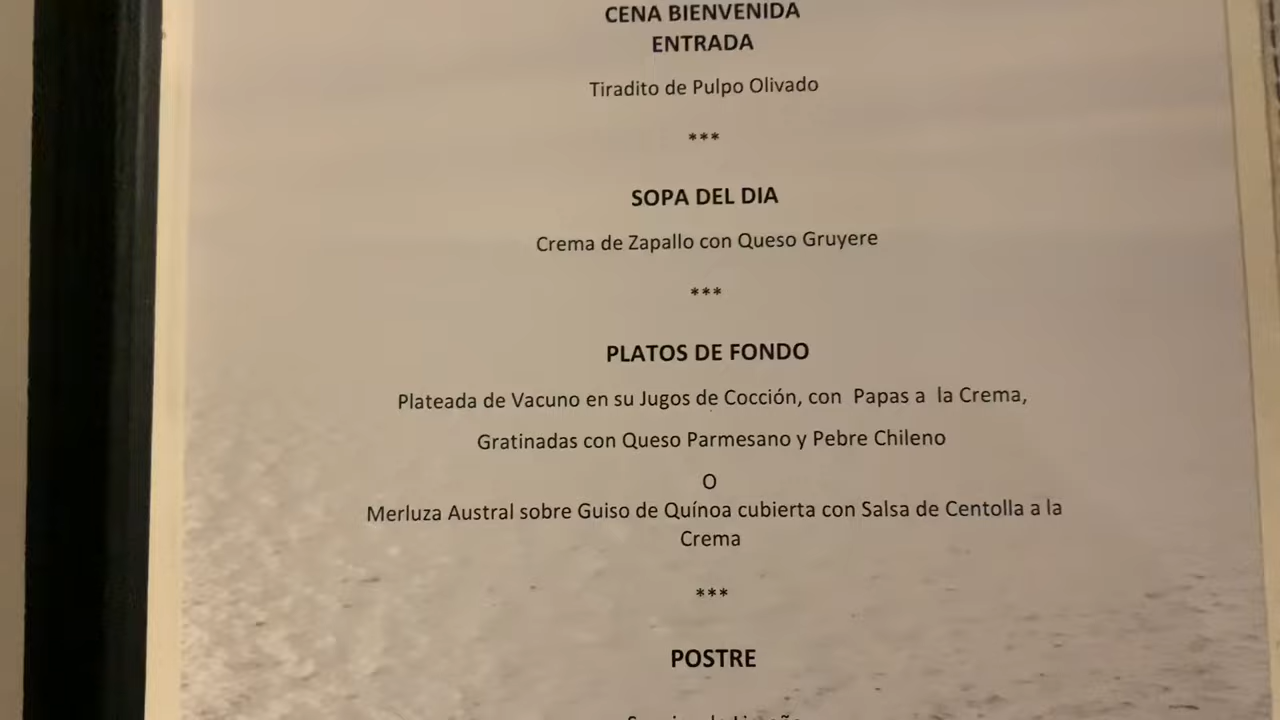 CENA BIENVENIDA
ENTRADA
Tiradito de Pulpo Olivado
***
SOPA DEL DIA
Crema de Zapallo con Queso Gruyere
***
PLATOS DE FONDO
Plateada de Vacuno en su Jugos de Cocción, con Papas a la Crema,
Gratinadas con Queso Parmesano y Pebre Chileno
O
Merluza Austral sobre Guiso de Quínoa cubierta con Salsa de Centolla a la
Crema
***
POSTRE